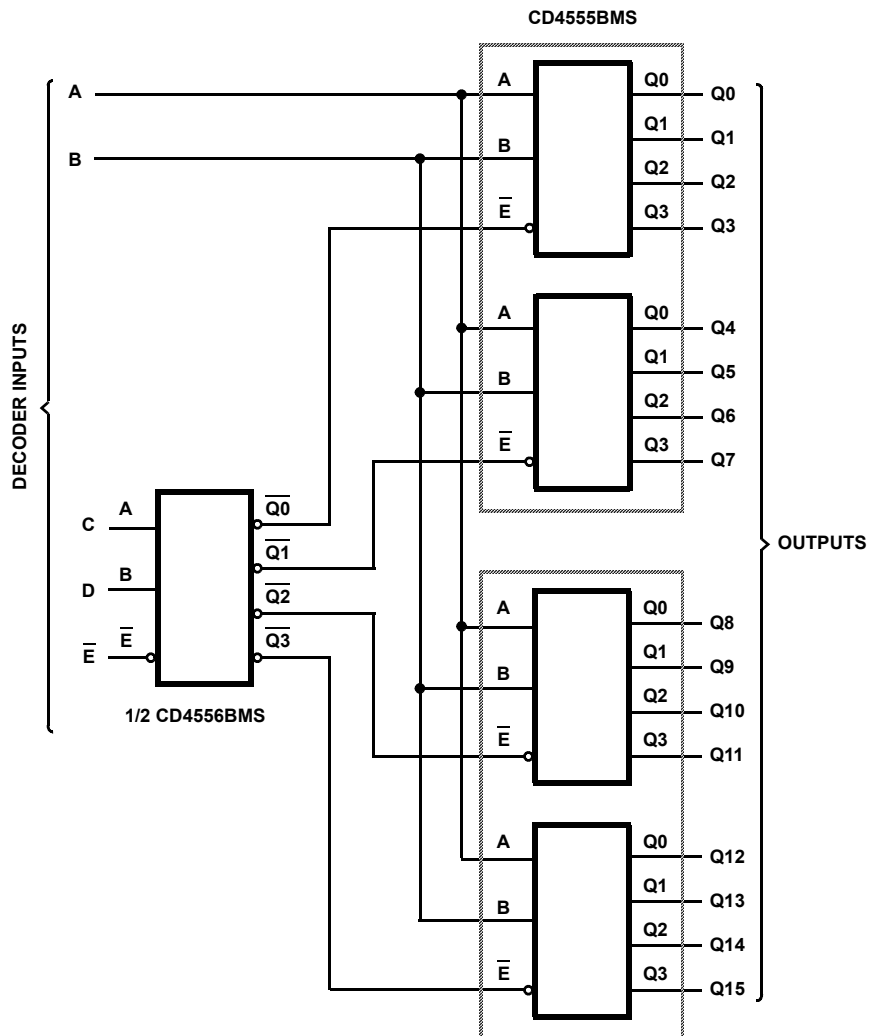 CD4555BMS
A
A
Q0
Q0
Q1
Q1
B
B
Q2
Q2
E
Q3
Q3
A
Q0
Q4
Q1
Q5
B
Q2
Q6
E
Q3
Q7
DECODER INPUTS
C
A
Q0
Q1
D
B
Q2
E
E
Q3
1/2 CD4556BMS
OUTPUTS
A
Q0
Q8
Q1
Q9
B
Q2
Q10
E
Q3
Q11
A
Q0
Q12
Q1
Q13
B
Q2
Q14
E
Q3
Q15